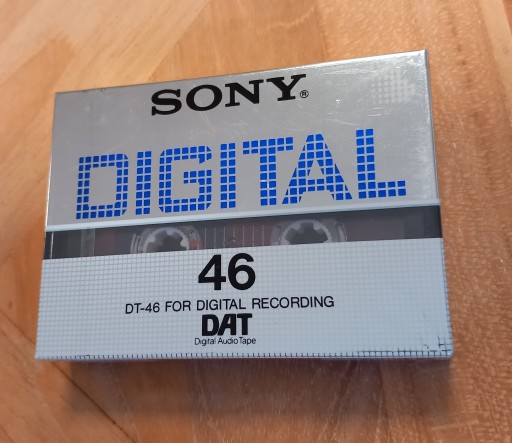 SONY®
DIGITAL
46
DT-46 FOR DIGITAL RECORDING
DAT
Digital Audio Tape